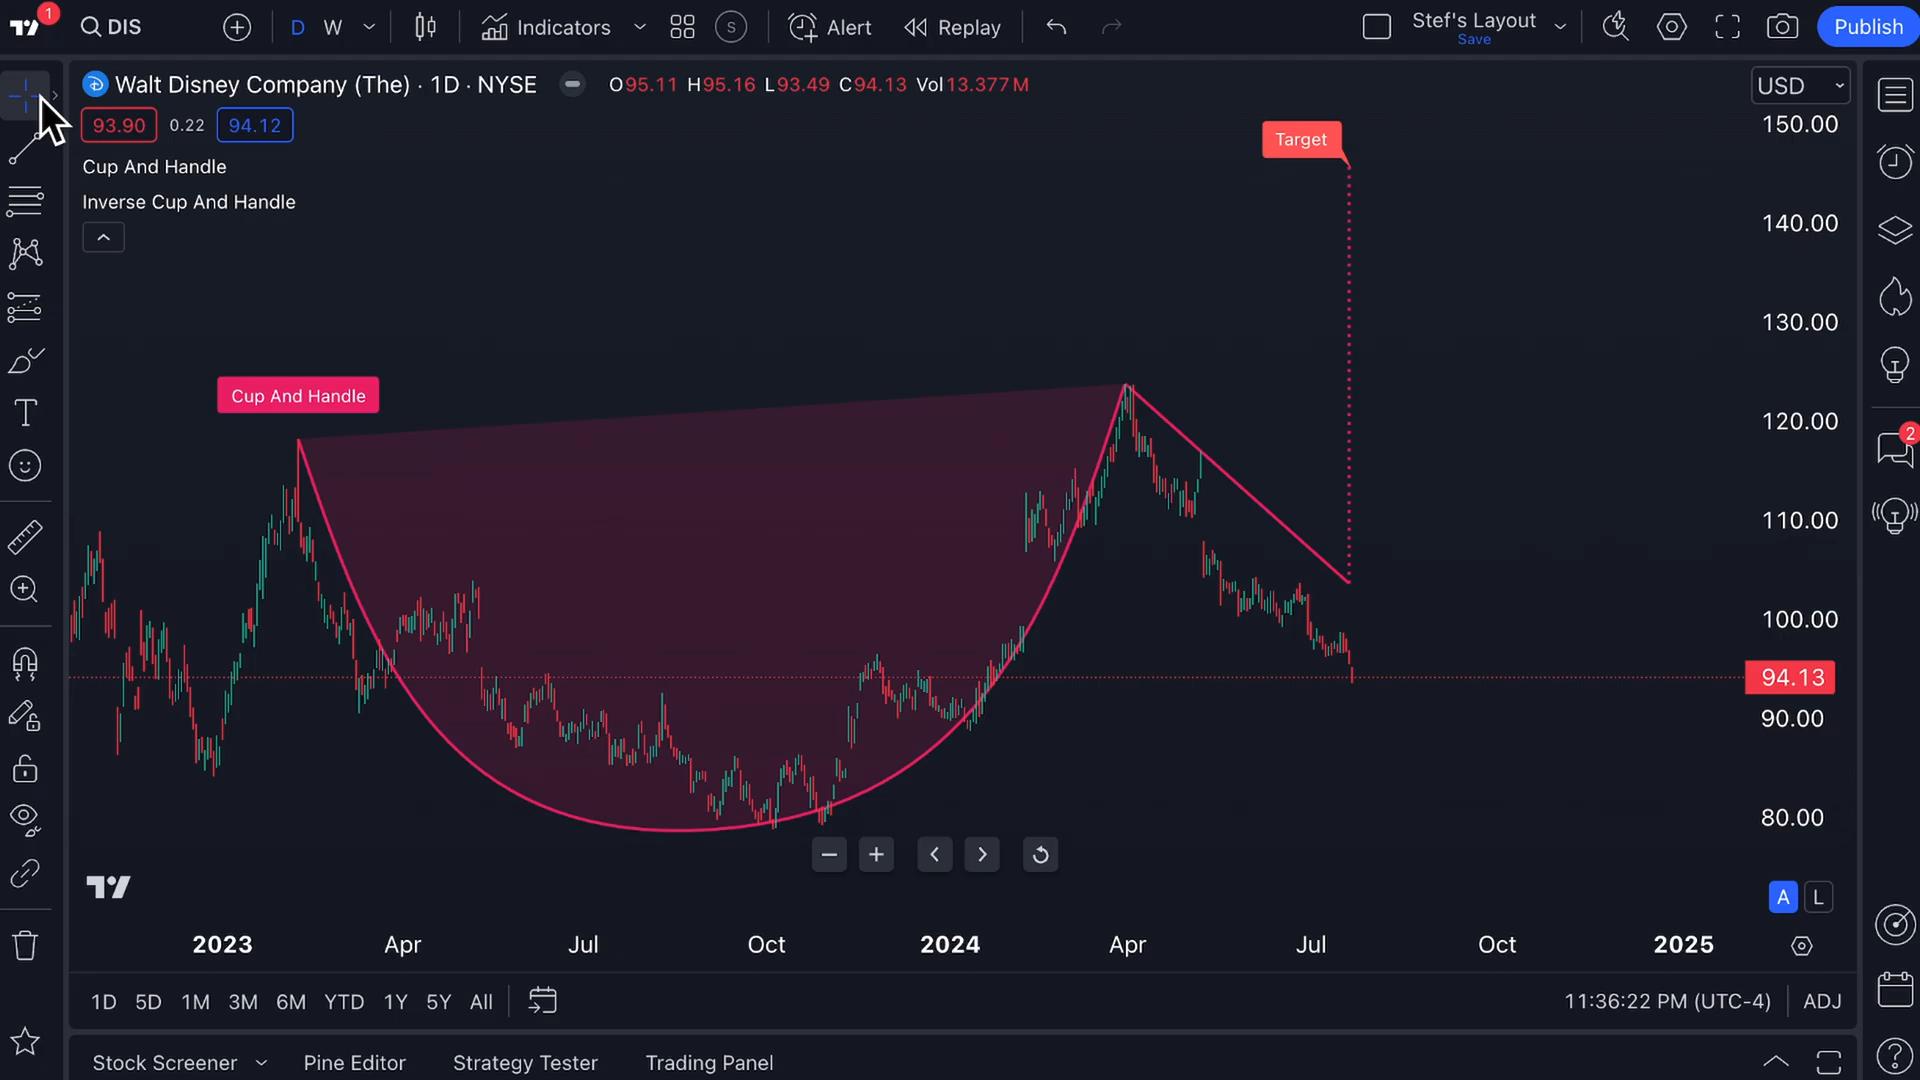 1
DIS
D
W
Indicators
S
Alert
Replay
Stef's Layout
Save
Publish
Walt Disney Company (The) · 1D · NYSE
O95.11 H95.16 L93.49 C94.13 Vol13.377M
USD
93.90
0.22
94.12
Cup And Handle
Inverse Cup And Handle
Target
Cup And Handle
150.00
140.00
130.00
120.00
110.00
100.00
94.13
90.00
80.00
2
A
L
2023
Apr
Jul
Oct
2024
Apr
Jul
Oct
2025
1D 5D 1M 3M 6M YTD 1Y 5Y All
11:36:22 PM (UTC-4)
ADJ
Stock Screener
Pine Editor
Strategy Tester
Trading Panel